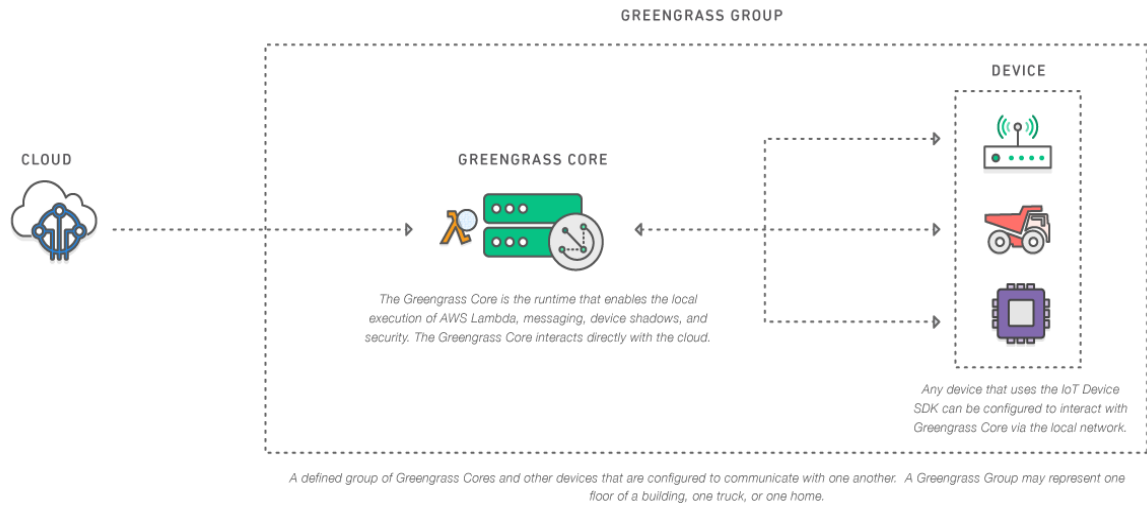 GREENGRASS GROUP
DEVICE
CLOUD
GREENGRASS CORE
The Greengrass Core is the runtime that enables the local
execution of AWS Lambda, messaging, device shadows, and
security. The Greengrass Core interacts directly with the cloud.
Any device that uses the IoT Device
SDK can be configured to interact with
Greengrass Core via the local network.
A defined group of Greengrass Cores and other devices that are configured to communicate with one another. A Greengrass Group may represent one
floor of a building, one truck, or one home.